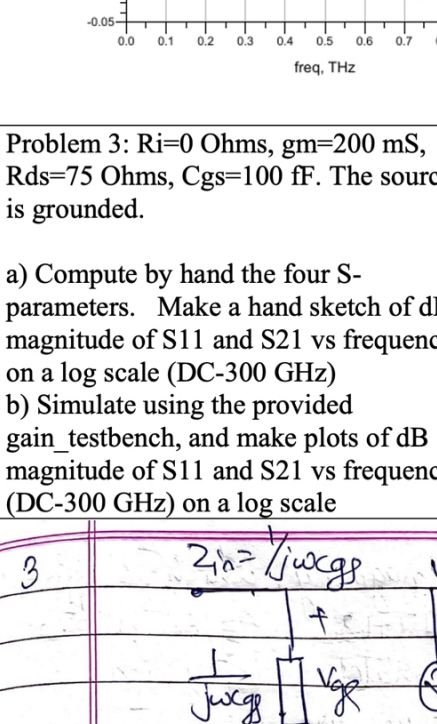 -0.05
0.0 0.1 0.2 0.3 0.4 0.5 0.6 0.7
freq, THz
Problem 3: Ri=0 Ohms, gm=200 mS,
Rds=75 Ohms, Cgs=100 fF. The sourc
is grounded.
a) Compute by hand the four S-
parameters. Make a hand sketch of d
magnitude of S11 and S21 vs frequenc
on a log scale (DC-300 GHz)
b) Simulate using the provided
gain_testbench, and make plots of dB
magnitude of S11 and S21 vs frequenc
(DC-300 GHz) on a log scale
3
Zin= 1/jwcgs
+
1/jwcgs